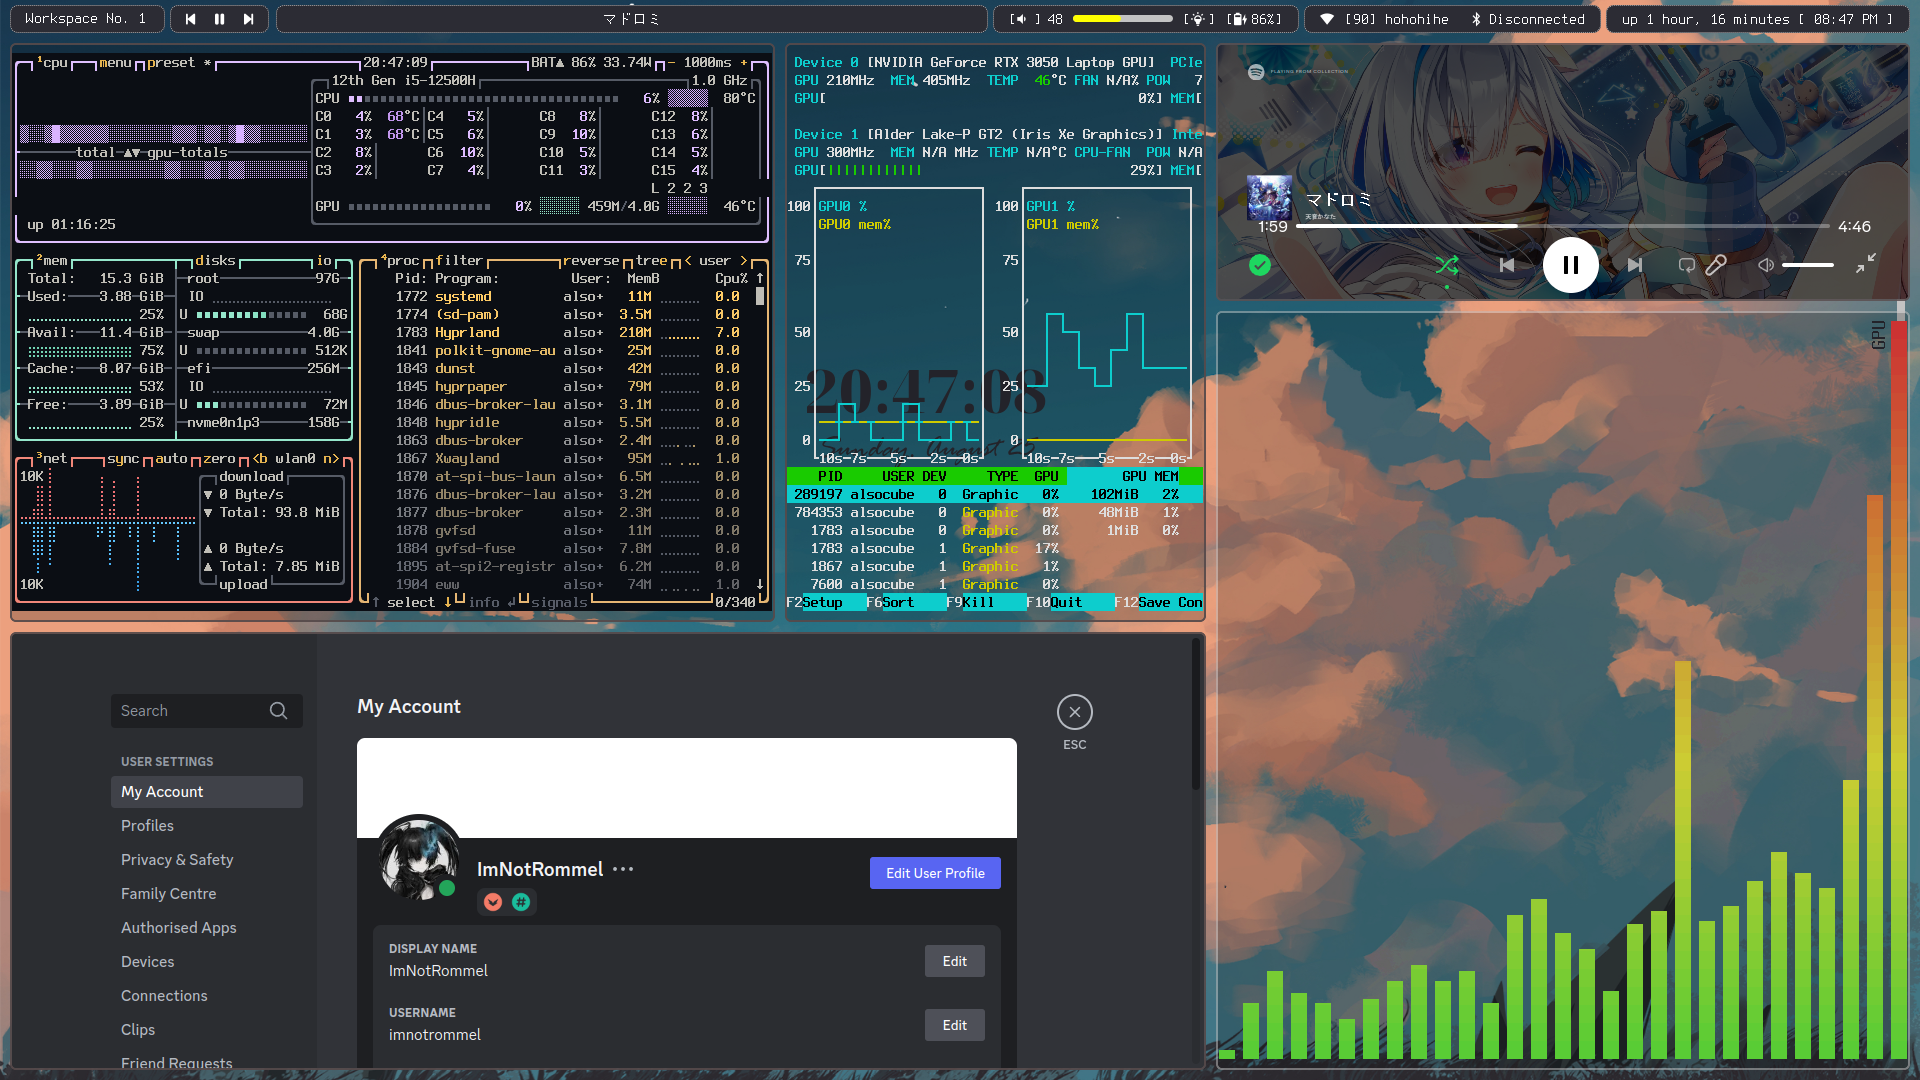 Workspace No. 1
マドロミ
[ ] 48
[ ] [ 86%]
[90] hohohihe
Disconnected
up 1 hour, 16 minutes [ 08:47 PM ]
¹cpu menu preset * 20:47:09 BAT▲ 86% 33.74W - 1000ms +
12th Gen i5-12500H 1.0 GHz
CPU 6% 80°C
C0 4% 68°C C4 5% C8 8% C12 8%
C1 3% 68°C C5 6% C9 10% C13 6%
C2 8% C6 10% C10 5% C14 5%
C3 2% C7 4% C11 3% C15 4%
total ▲▼ gpu-totals
L 2 2 3
GPU 0% 459M/4.0G 46°C
up 01:16:25
²mem disks io
Total: 15.3 GiB
Used: 3.88 GiB
25%
Avail: 11.4 GiB
75%
Cache: 8.07 GiB
53%
Free: 3.89 GiB
25%
root 97G
IO
U 68G
swap 4.0G
U 512K
efi 256M
IO
U 72M
nvme0n1p3 158G
³net sync auto zero <b wlan0 n>
10K
10K
download
▼ 0 Byte/s
▼ Total: 93.8 MiB
▲ 0 Byte/s
▲ Total: 7.85 MiB
upload
⁴proc filter reverse tree < user >
Pid: Program: User: MemB Cpu% ↑
1772 systemd also+ 11M 0.0
1774 (sd-pam) also+ 3.5M 0.0
1783 Hyprland also+ 210M 7.0
1841 polkit-gnome-au also+ 25M 0.0
1843 dunst also+ 42M 0.0
1845 hyprpaper also+ 79M 0.0
1846 dbus-broker-lau also+ 3.1M 0.0
1848 hypridle also+ 5.5M 0.0
1863 dbus-broker also+ 2.4M 0.0
1867 Xwayland also+ 95M 1.0
1870 at-spi-bus-laun also+ 6.5M 0.0
1876 dbus-broker-lau also+ 3.2M 0.0
1877 dbus-broker also+ 2.3M 0.0
1878 gvfsd also+ 11M 0.0
1884 gvfsd-fuse also+ 7.8M 0.0
1895 at-spi2-registr also+ 6.2M 0.0
1904 eww also+ 74M 1.0 ↓
↑ select ↓ info ↲ signals 0/340
Device 0 [NVIDIA GeForce RTX 3050 Laptop GPU] PCIe
GPU 210MHz MEM 405MHz TEMP 46°C FAN N/A% POW 7
GPU[ 0%] MEM[
Device 1 [Alder Lake-P GT2 (Iris Xe Graphics)] Inte
GPU 300MHz MEM N/A MHz TEMP N/A°C CPU-FAN POW N/A
GPU[|||||||||||| 29%] MEM[
100 GPU0 %
GPU0 mem%
75
50
25
0
10s 7s 5s 2s 0s
100 GPU1 %
GPU1 mem%
75
50
25
0
10s 7s 5s 2s 0s
20:47:08
Sunday, August 25
PID USER DEV TYPE GPU GPU MEM
289197 alsocube 0 Graphic 0% 102MiB 2%
784353 alsocube 0 Graphic 0% 48MiB 1%
1783 alsocube 0 Graphic 0% 1MiB 0%
1783 alsocube 1 Graphic 17%
1867 alsocube 1 Graphic 1%
7600 alsocube 1 Graphic 0%
F2Setup F6Sort F9Kill F10Quit F12Save Con
PLAYING FROM COLLECTION
マドロミ
天音かなた
1:59
4:46
GPU
Search
USER SETTINGS
My Account
Profiles
Privacy & Safety
Family Centre
Authorised Apps
Devices
Connections
Clips
Friend Requests
My Account
ESC
ImNotRommel
Edit User Profile
DISPLAY NAME
ImNotRommel
Edit
USERNAME
imnotrommel
Edit